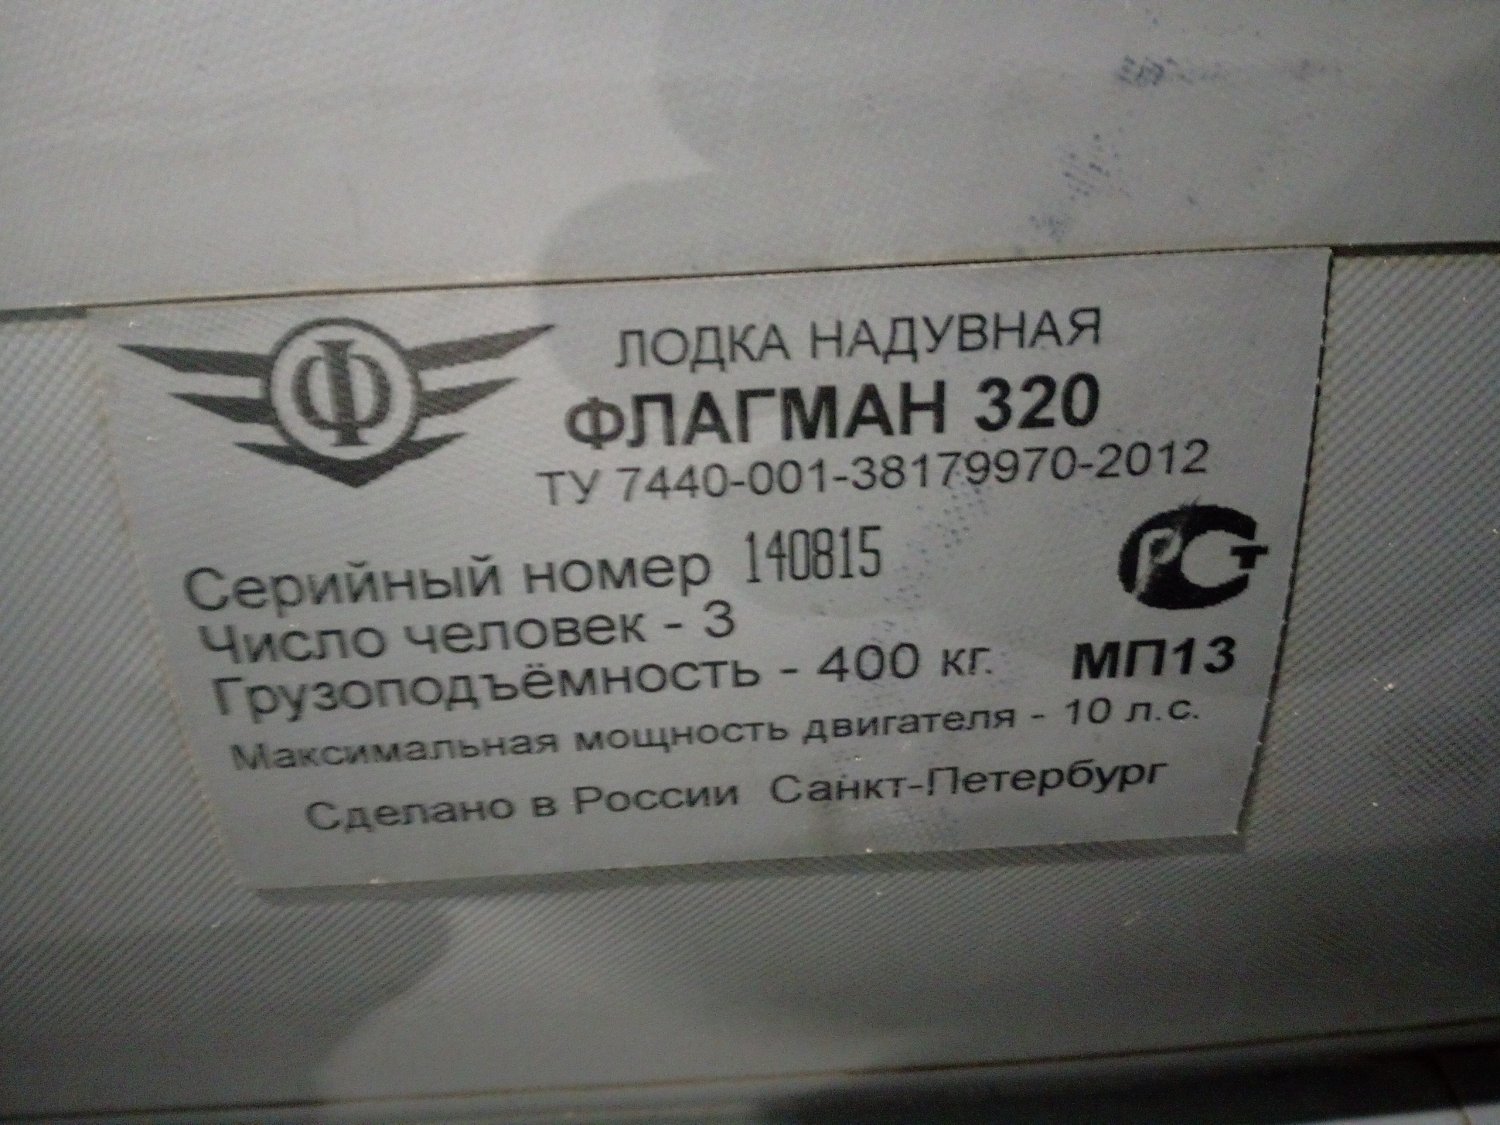 Ф
ЛОДКА НАДУВНАЯ
ФЛАГМАН 320
ТУ 7440-001-38179970-2012
Серийный номер 140815
РСТ
Число человек - 3
Грузоподъёмность - 400 кг. МП13
Максимальная мощность двигателя - 10 л.с.
Сделано в России Санкт-Петербург